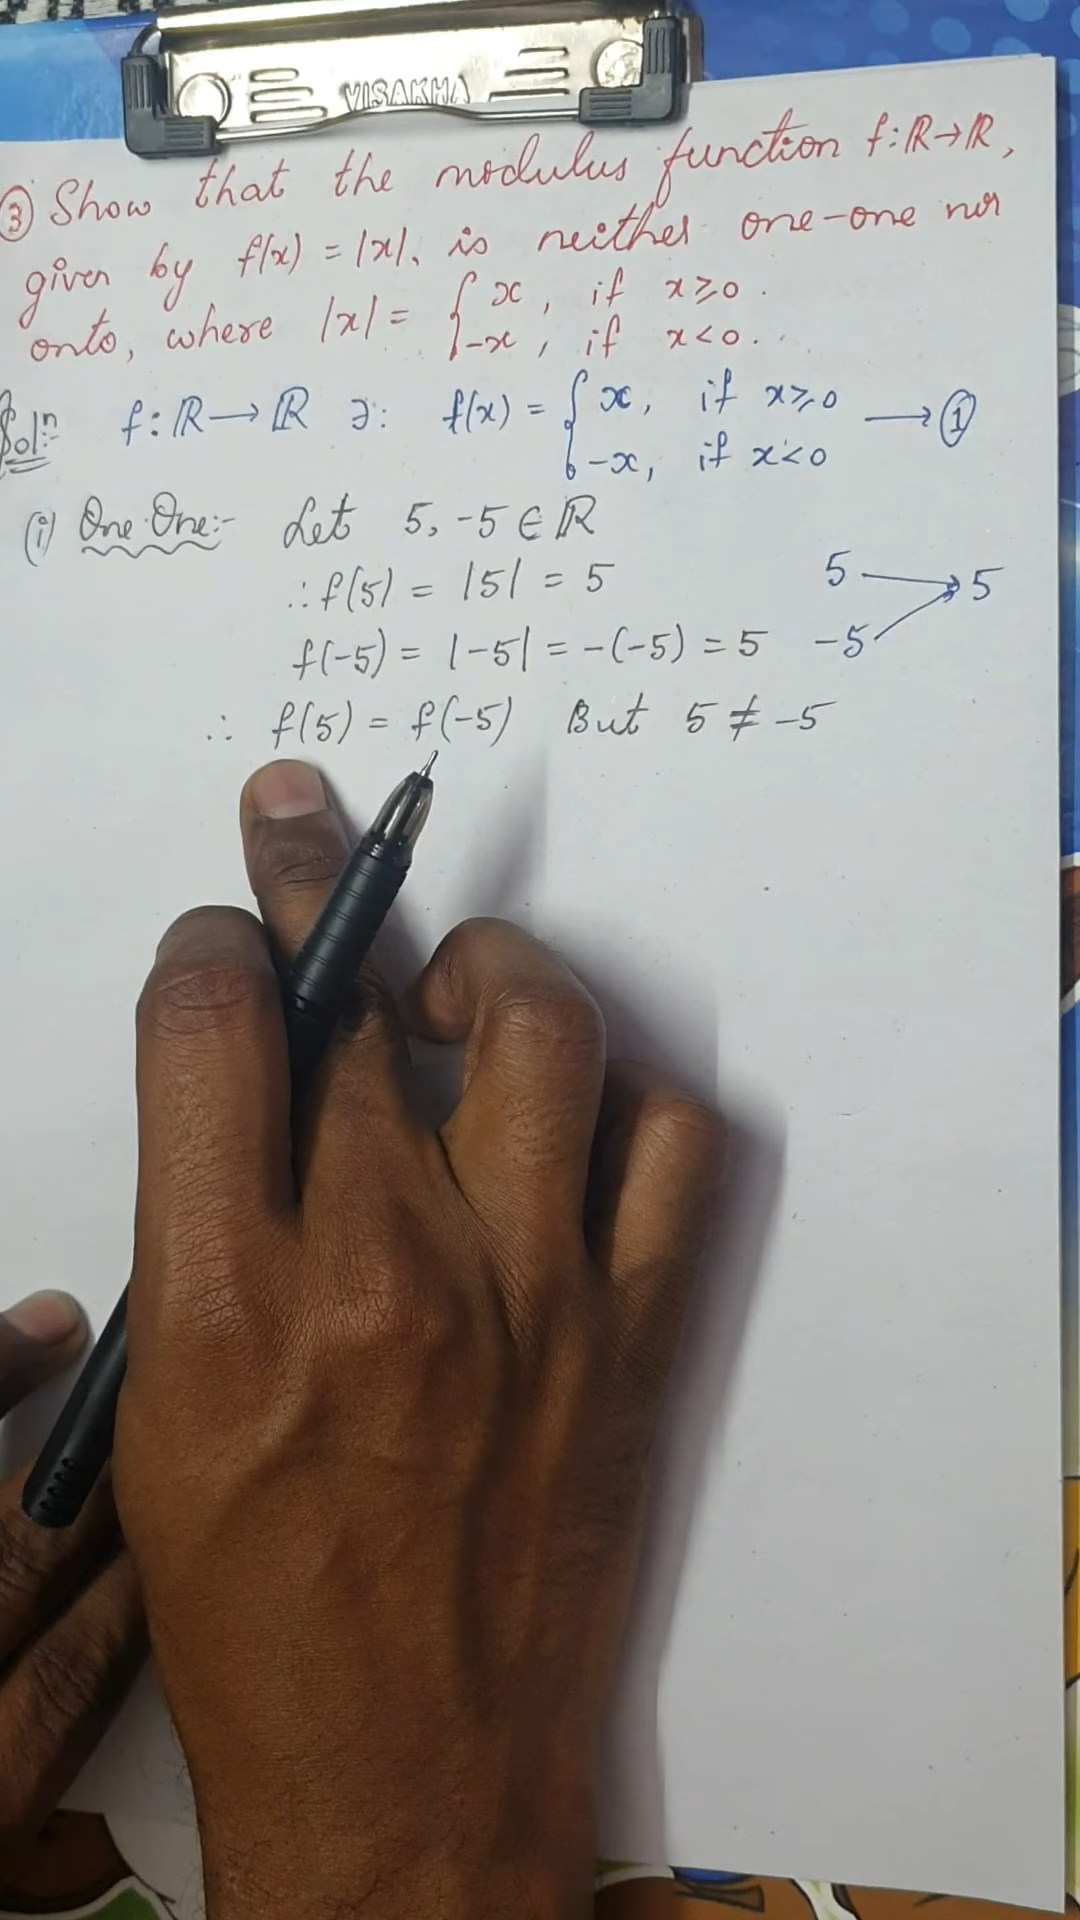 VISAKHA
③ Show that the modulus function f:ℝ→ℝ,
given by f(x) = |x|, is neither one-one nor
onto, where |x| = { x, if x≥0.
-x, if x<0.
Solⁿ:- f:ℝ→ℝ ∋: f(x) = { x, if x≥0 → ①
-x, if x<0
(i) One-One:- Let 5, -5 ∈ ℝ
∴ f(5) = |5| = 5 5 → 5
f(-5) = |-5| = -(-5) = 5 -5
∴ f(5) = f(-5) But 5 ≠ -5